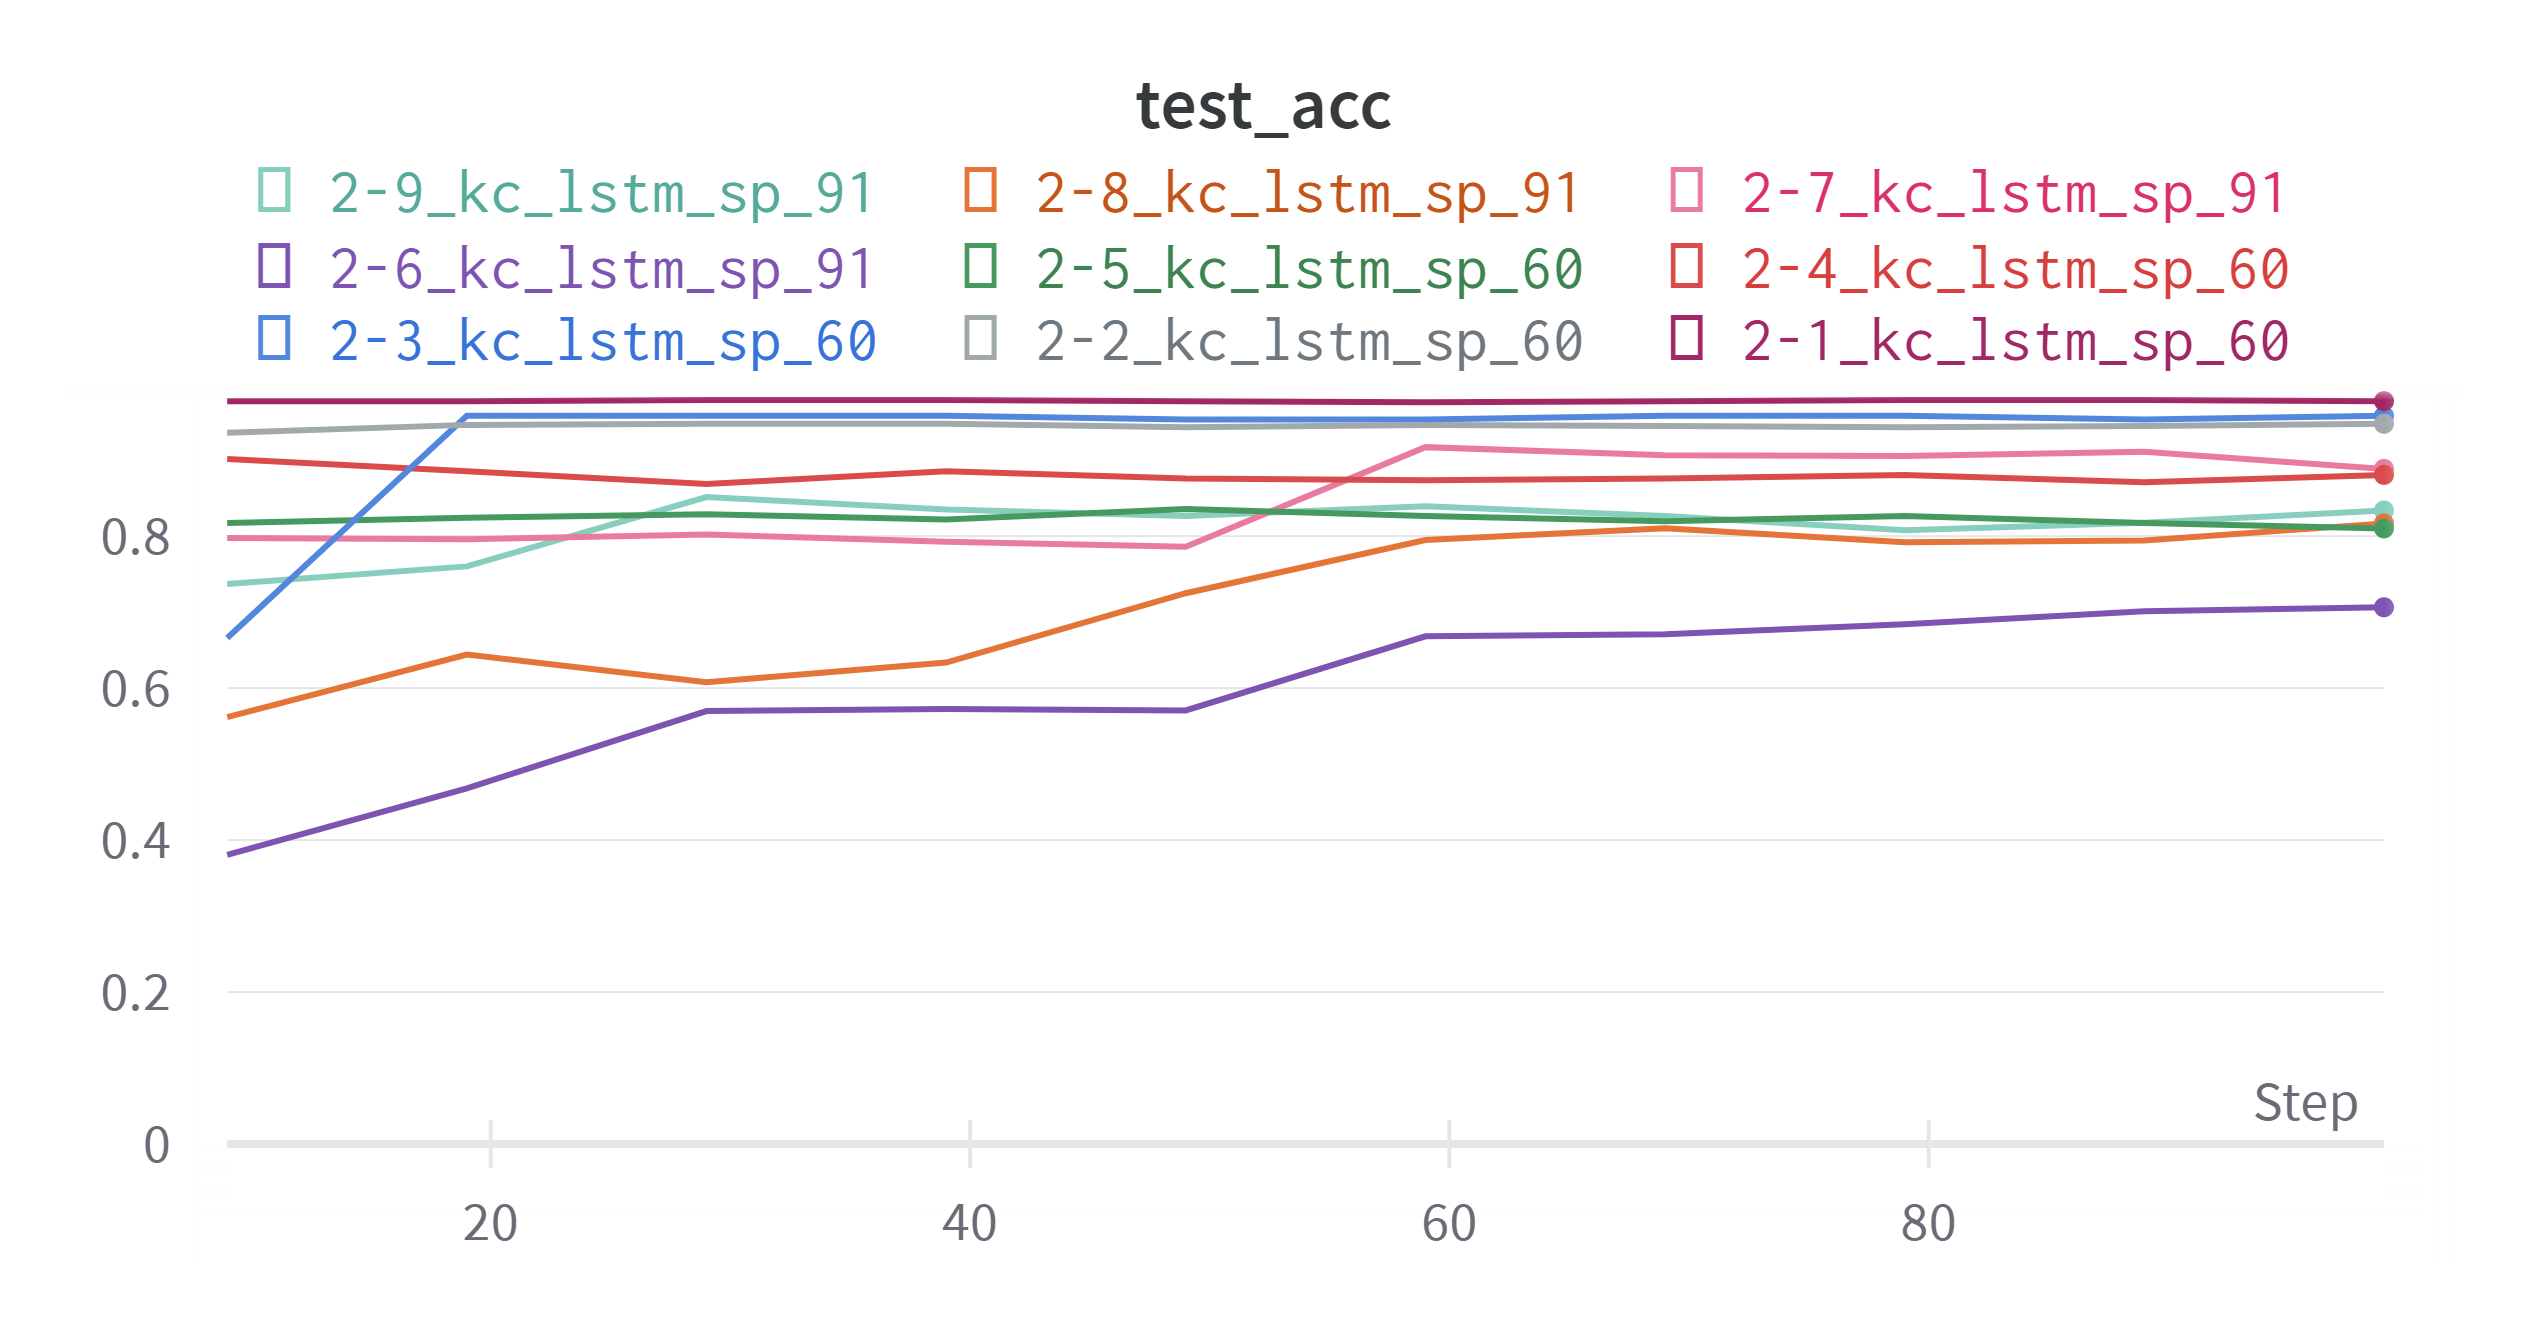 test_acc
2-9_kc_lstm_sp_91 2-8_kc_lstm_sp_91 2-7_kc_lstm_sp_91
2-6_kc_lstm_sp_91 2-5_kc_lstm_sp_60 2-4_kc_lstm_sp_60
2-3_kc_lstm_sp_60 2-2_kc_lstm_sp_60 2-1_kc_lstm_sp_60
0.8
0.6
0.4
0.2
Step
0
20 40 60 80